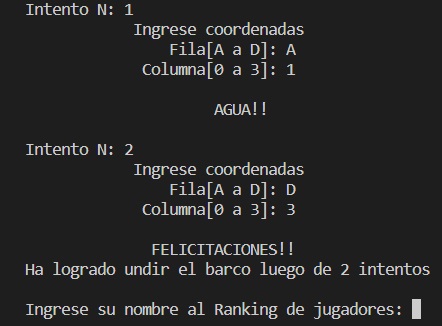 Intento N: 1
Ingrese coordenadas
Fila[A a D]: A
Columna[0 a 3]: 1
AGUA!!
Intento N: 2
Ingrese coordenadas
Fila[A a D]: D
Columna[0 a 3]: 3
FELICITACIONES!!
Ha logrado undir el barco luego de 2 intentos
Ingrese su nombre al Ranking de jugadores: